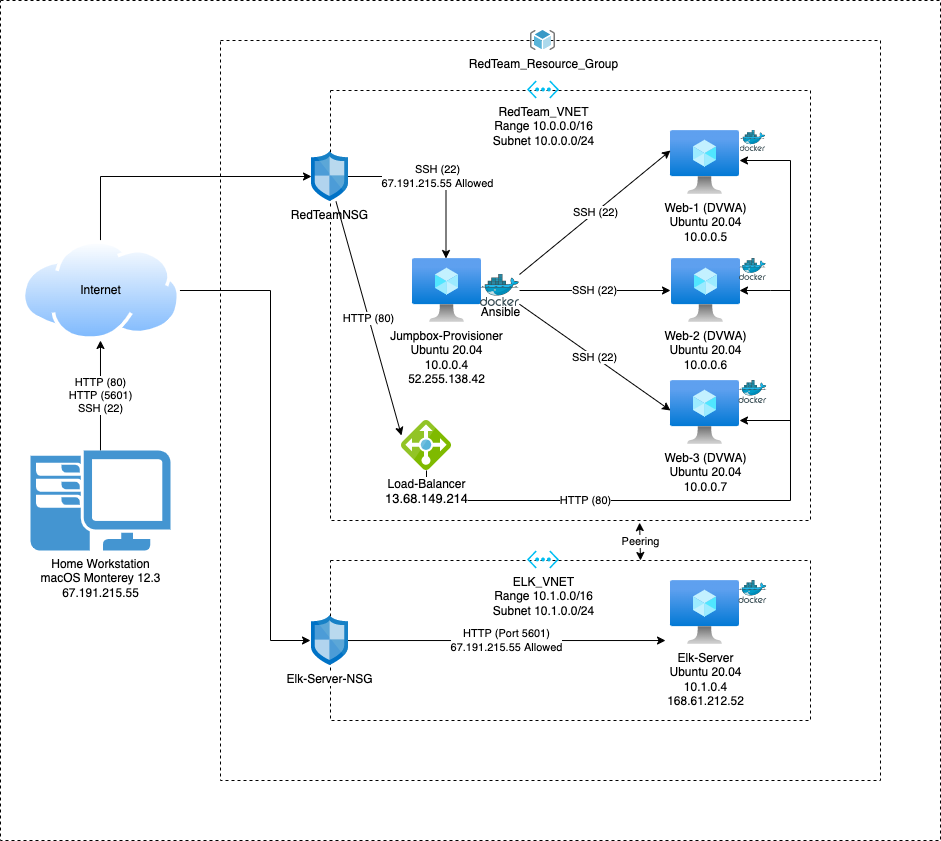 RedTeam_Resource_Group
RedTeam_VNET
Range 10.0.0.0/16
Subnet 10.0.0.0/24
docker
Web-1 (DVWA)
Ubuntu 20.04
10.0.0.5
SSH (22)
67.191.215.55 Allowed
RedTeamNSG
SSH (22)
Internet
docker
Ansible
SSH (22)
docker
Web-2 (DVWA)
Ubuntu 20.04
10.0.0.6
HTTP (80)
Jumpbox-Provisioner
Ubuntu 20.04
10.0.0.4
52.255.138.42
SSH (22)
docker
Web-3 (DVWA)
Ubuntu 20.04
10.0.0.7
HTTP (80)
HTTP (5601)
SSH (22)
Load-Balancer
13.68.149.214
HTTP (80)
Home Workstation
macOS Monterey 12.3
67.191.215.55
Peering
ELK_VNET
Range 10.1.0.0/16
Subnet 10.1.0.0/24
docker
HTTP (Port 5601)
67.191.215.55 Allowed
Elk-Server-NSG
Elk-Server
Ubuntu 20.04
10.1.0.4
168.61.212.52